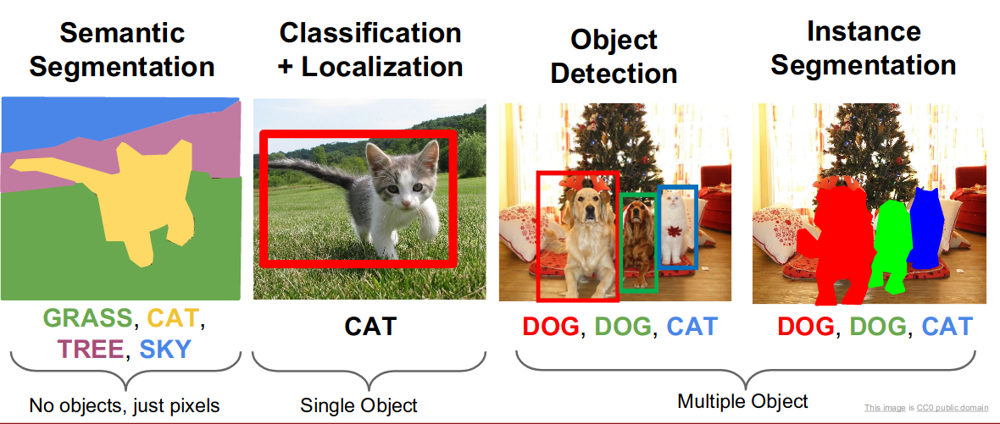 Semantic
Segmentation
Classification
+ Localization
Object
Detection
Instance
Segmentation
GRASS, CAT,
TREE, SKY
CAT
DOG, DOG, CAT
DOG, DOG, CAT
No objects, just pixels
Single Object
Multiple Object
This image is CC0 public domain